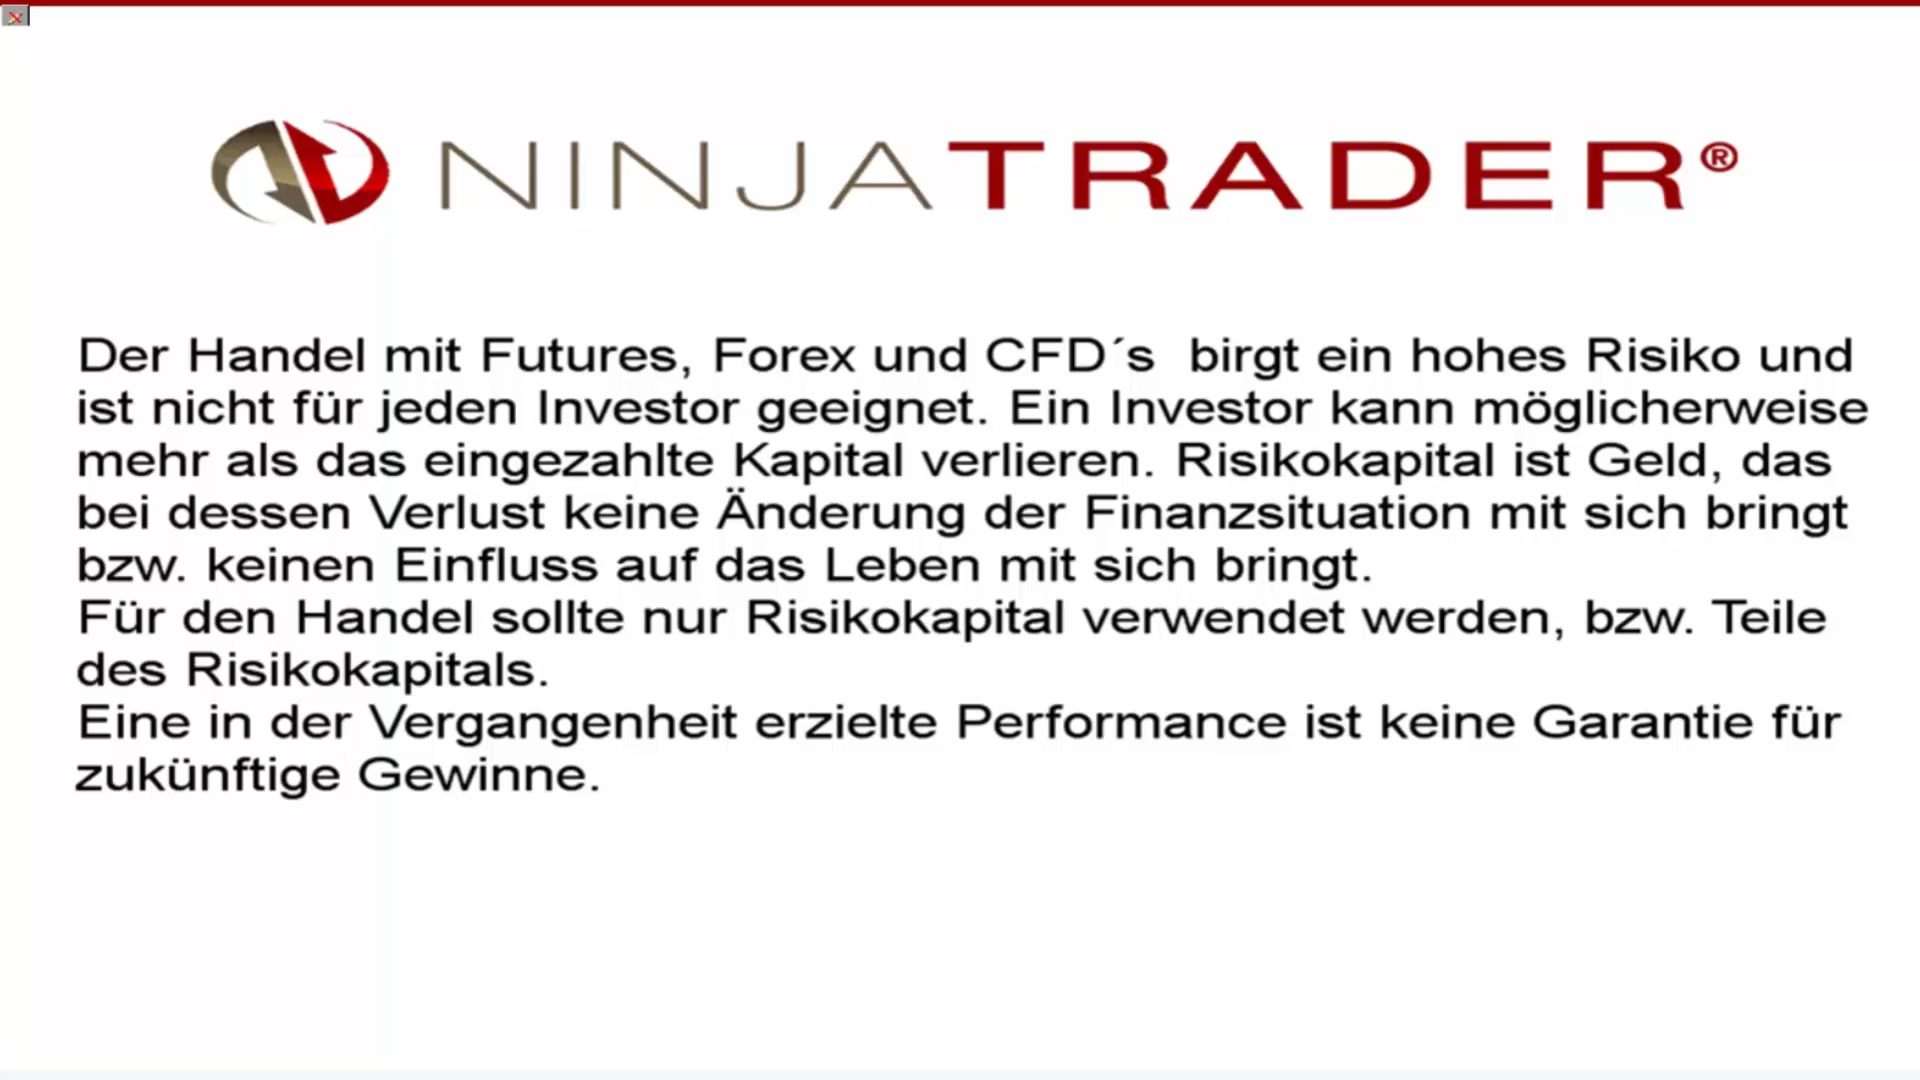 NINJATRADER®
Der Handel mit Futures, Forex und CFD´s  birgt ein hohes Risiko und
ist nicht für jeden Investor geeignet. Ein Investor kann möglicherweise
mehr als das eingezahlte Kapital verlieren. Risikokapital ist Geld, das
bei dessen Verlust keine Änderung der Finanzsituation mit sich bringt
bzw. keinen Einfluss auf das Leben mit sich bringt.
Für den Handel sollte nur Risikokapital verwendet werden, bzw. Teile
des Risikokapitals.
Eine in der Vergangenheit erzielte Performance ist keine Garantie für
zukünftige Gewinne.